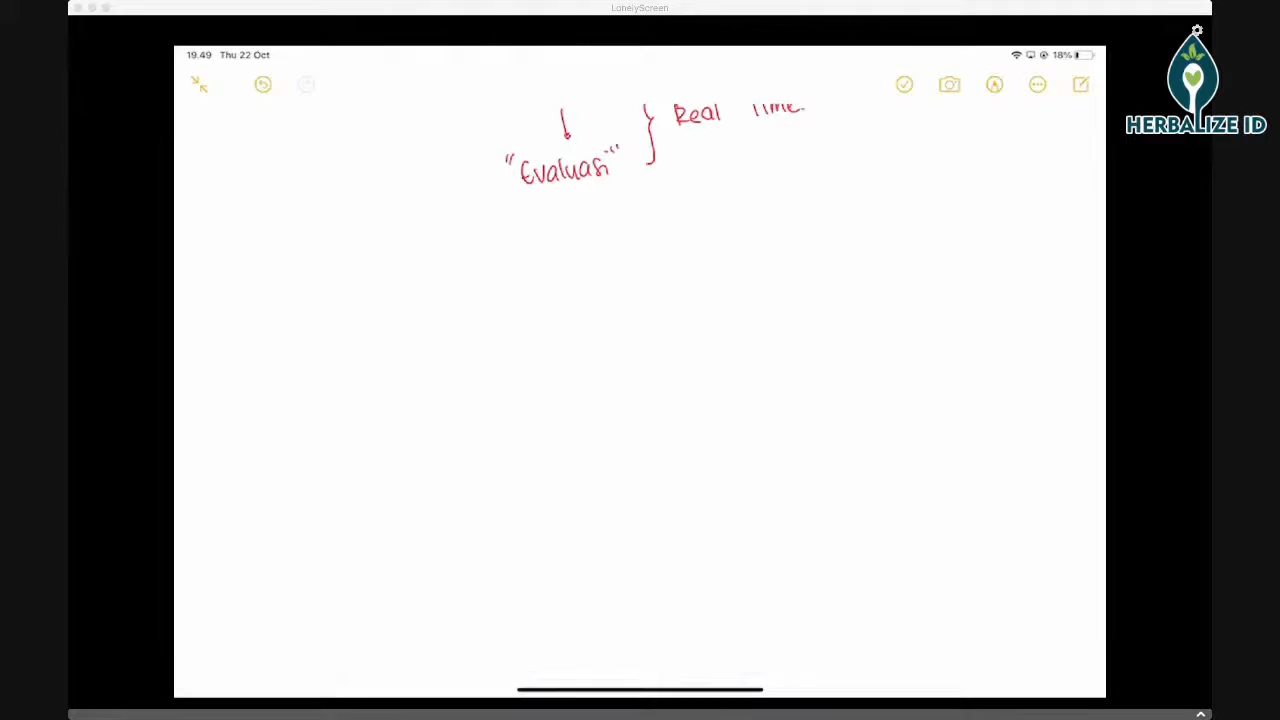 LonelyScreen
19.49 Thu 22 Oct
18%
HERBALIZE ID
Real Time
"Evaluasi"